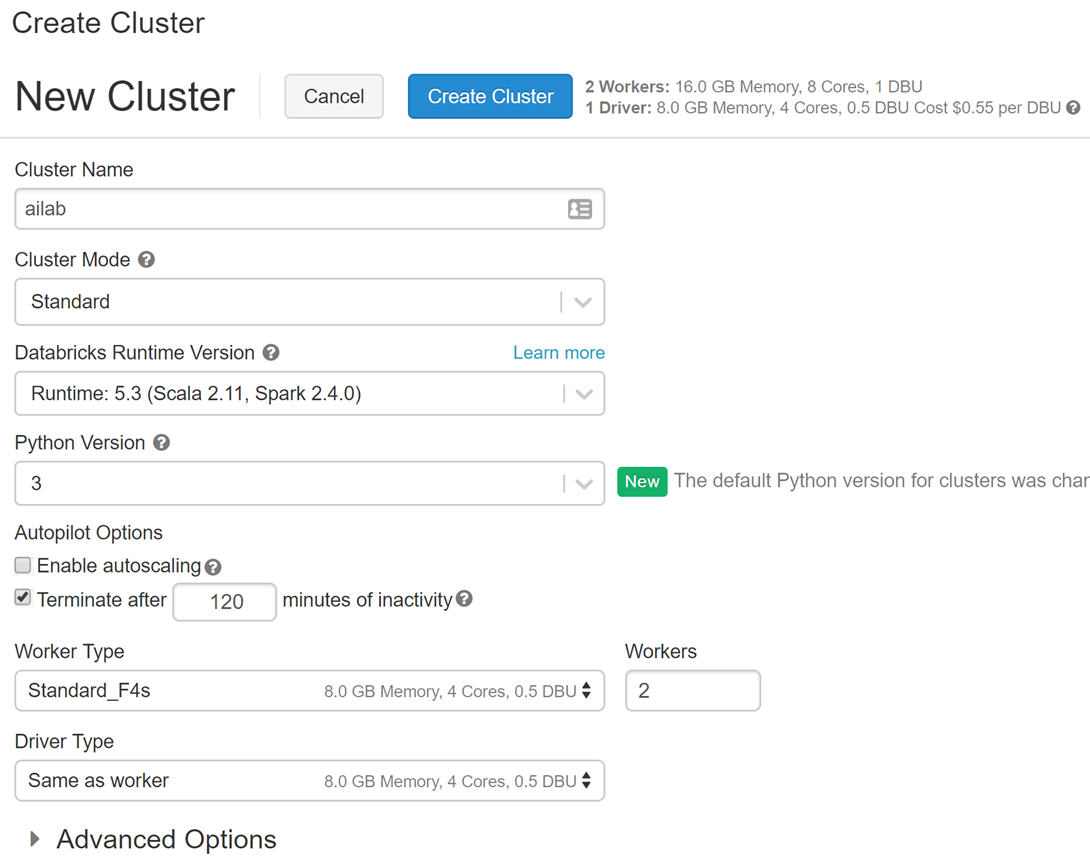 Create Cluster
New Cluster
Cancel
Create Cluster
2 Workers: 16.0 GB Memory, 8 Cores, 1 DBU
1 Driver: 8.0 GB Memory, 4 Cores, 0.5 DBU Cost $0.55 per DBU ?
Cluster Name
ailab
Cluster Mode ?
Standard
Databricks Runtime Version ? Learn more
Runtime: 5.3 (Scala 2.11, Spark 2.4.0)
Python Version ?
3
New The default Python version for clusters was
Autopilot Options
Enable autoscaling ?
Terminate after 120 minutes of inactivity ?
Worker Type Workers
Standard_F4s 8.0 GB Memory, 4 Cores, 0.5 DBU 2
Driver Type
Same as worker 8.0 GB Memory, 4 Cores, 0.5 DBU
Advanced Options